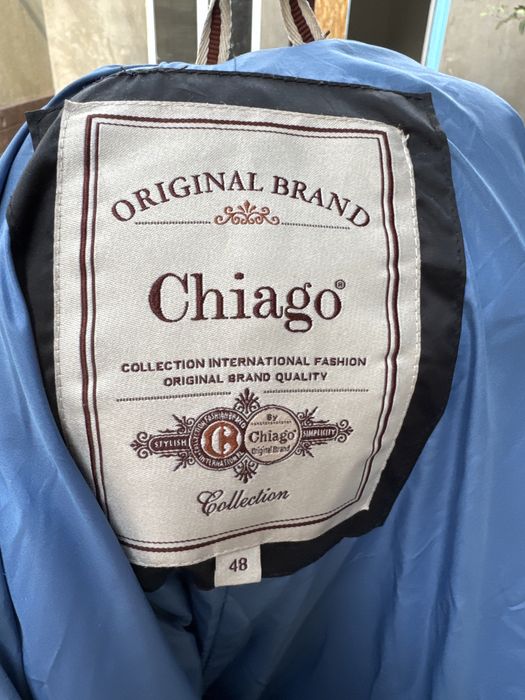 ORIGINAL BRAND
Chiago®
COLLECTION INTERNATIONAL FASHION
ORIGINAL BRAND QUALITY
STYLISH
By
Chiago
Original Brand
SIMPLICITY
Collection
48